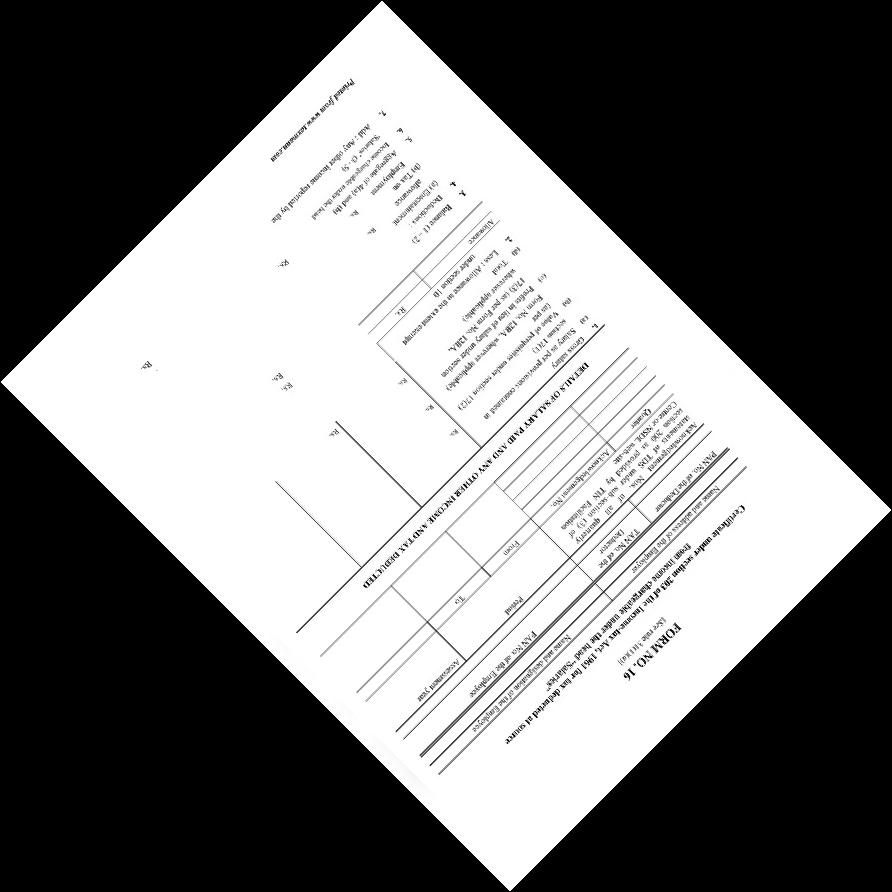 FORM NO. 16
[See rule 31(1)(a)]
Certificate under section 203 of the Income-tax Act, 1961 for tax deducted at source
from income chargeable under the head "Salaries"
Name and address of the Employer
Name and designation of the Employee
PAN No. of the Deductor
TAN No. of the Deductor
PAN No. of the Employee
Acknowledgement Nos. of all quarterly
statements of TDS under sub-section (3) of
section 200 as provided by TIN Facilitation
Centre or NSDL web-site
Period
Assessment year
Quarter
Acknowledgement No.
From
To
DETAILS OF SALARY PAID AND ANY OTHER INCOME AND TAX DEDUCTED
1. Gross salary
(a) Salary as per provisions contained in
section 17(1)
Rs.
(b) Value of perquisites under section 17(2)
(as per
Form No. 12BA, wherever applicable)
Rs.
(c) Profits in lieu of salary under section
17(3) (as per Form No. 12BA,
wherever applicable)
Rs.
(d) Total
Rs.
2. Less : Allowance to the extent exempt
under section 10
Allowance
Rs.
Rs.
3. Balance (1 - 2)
Rs.
4. Deductions :
(a) Entertainment
allowance
Rs.
(b) Tax on
Employment
Rs.
5. Aggregate of 4(a) and (b)
Rs.
6. Income chargeable under the head
'Salaries' (3 - 5)
Rs.
7. Add : Any other income reported by the
Printed from www.taxmann.com